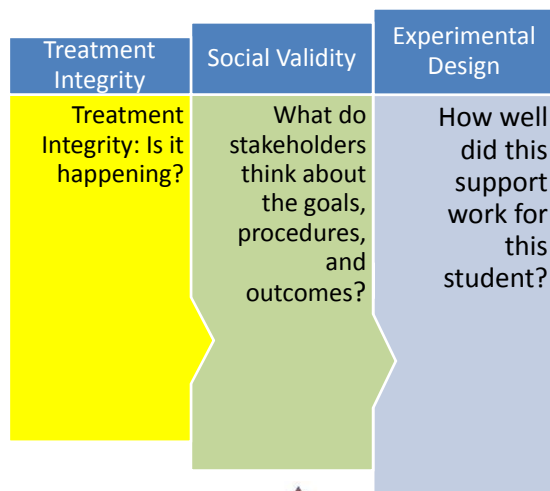 Treatment
Integrity
Social Validity
Experimental
Design
Treatment
Integrity: Is it
happening?
What do
stakeholders
think about
the goals,
procedures,
and
outcomes?
How well
did this
support
work for
this
student?